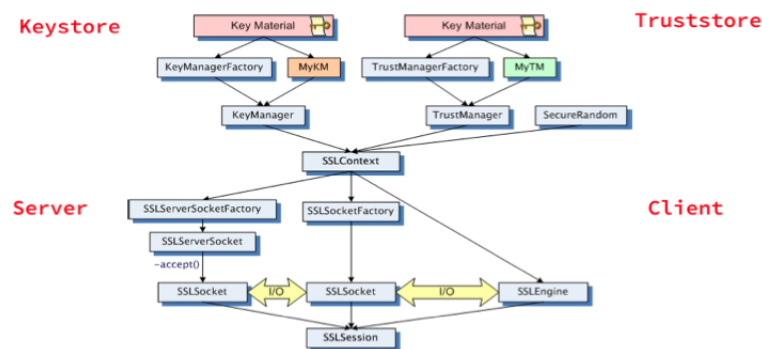 Keystore
Truststore
Key Material
Key Material
KeyManagerFactory
MyKM
TrustManagerFactory
MyTM
KeyManager
TrustManager
SecureRandom
SSLContext
Server
Client
SSLServerSocketFactory
SSLSocketFactory
SSLServerSocket
~accept()
SSLSocket
I/O
SSLSocket
I/O
SSLEngine
SSLSession